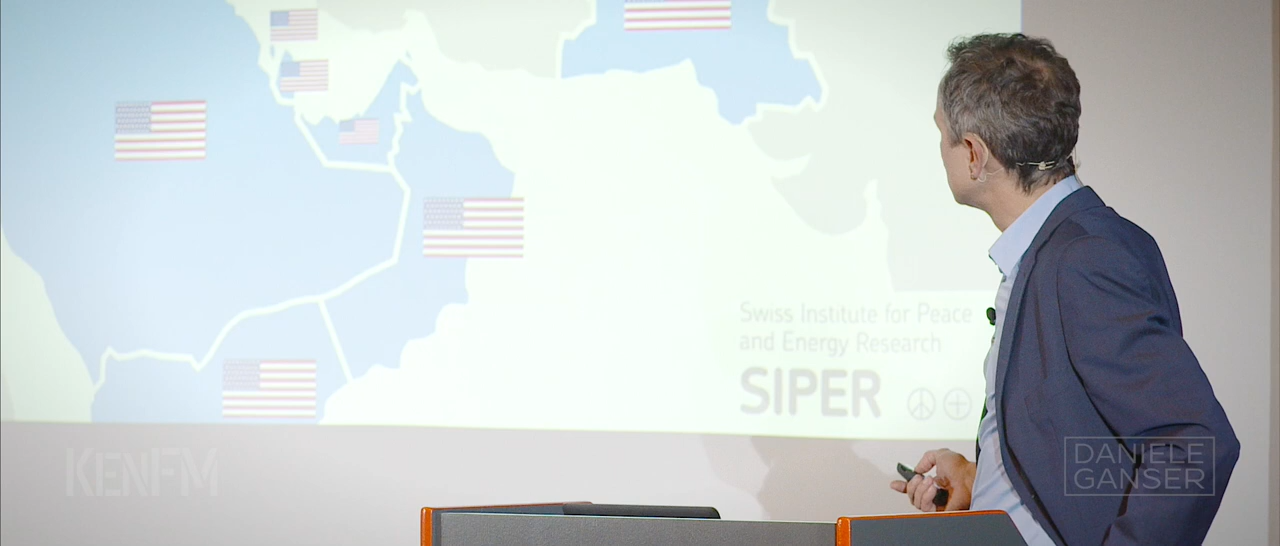 Swiss Institute for Peace
and Energy Research
SIPER
KENFM
DANIELE
GANSER